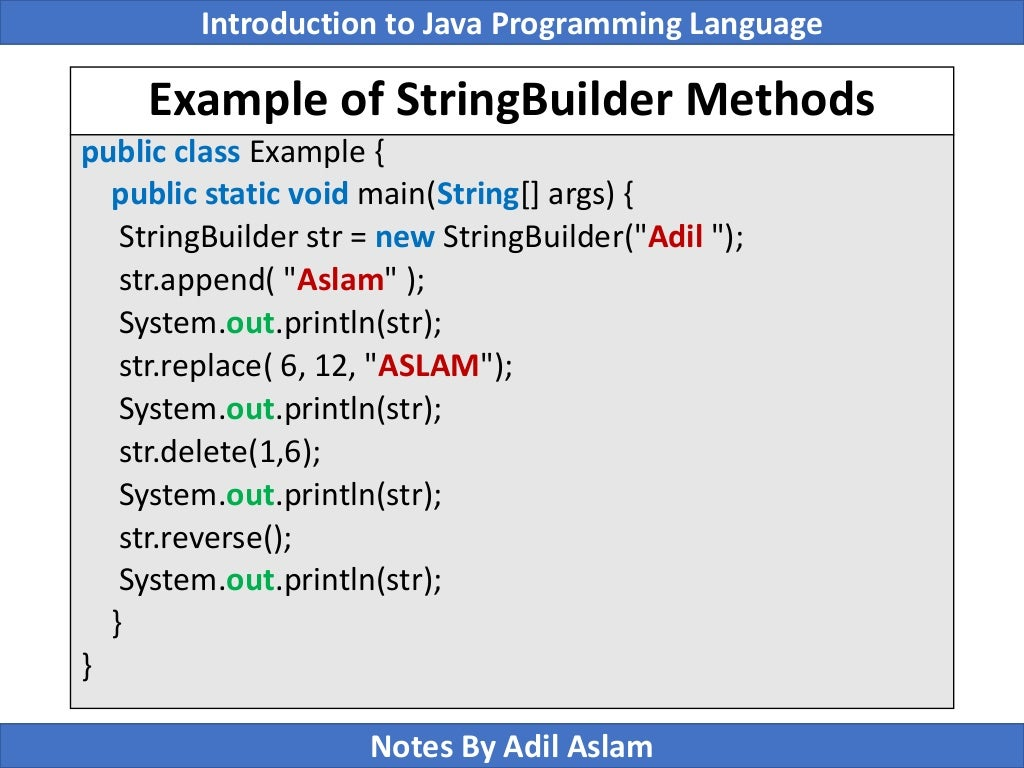 Introduction to Java Programming Language
Example of StringBuilder Methods
public class Example {
public static void main(String[] args) {
StringBuilder str = new StringBuilder("Adil ");
str.append( "Aslam" );
System.out.println(str);
str.replace( 6, 12, "ASLAM");
System.out.println(str);
str.delete(1,6);
System.out.println(str);
str.reverse();
System.out.println(str);
}
}
Notes By Adil Aslam